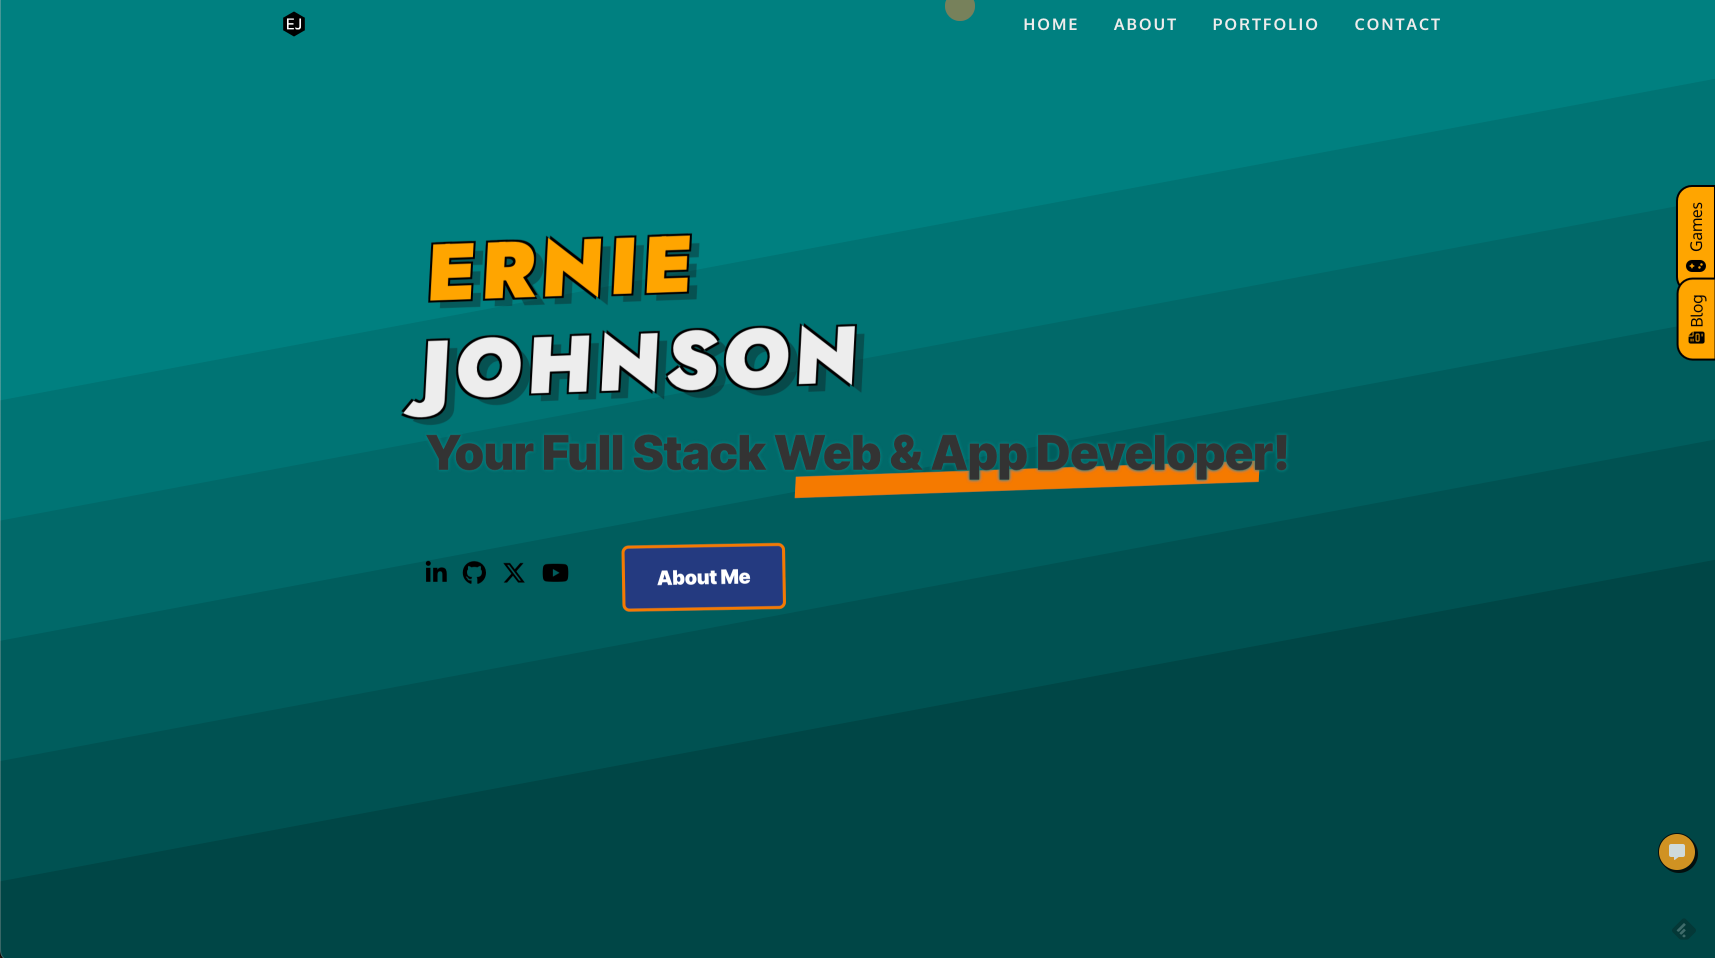 EJ
HOME ABOUT PORTFOLIO CONTACT
Games
Blog
ERNIE
JOHNSON
Your Full Stack Web & App Developer!
About Me